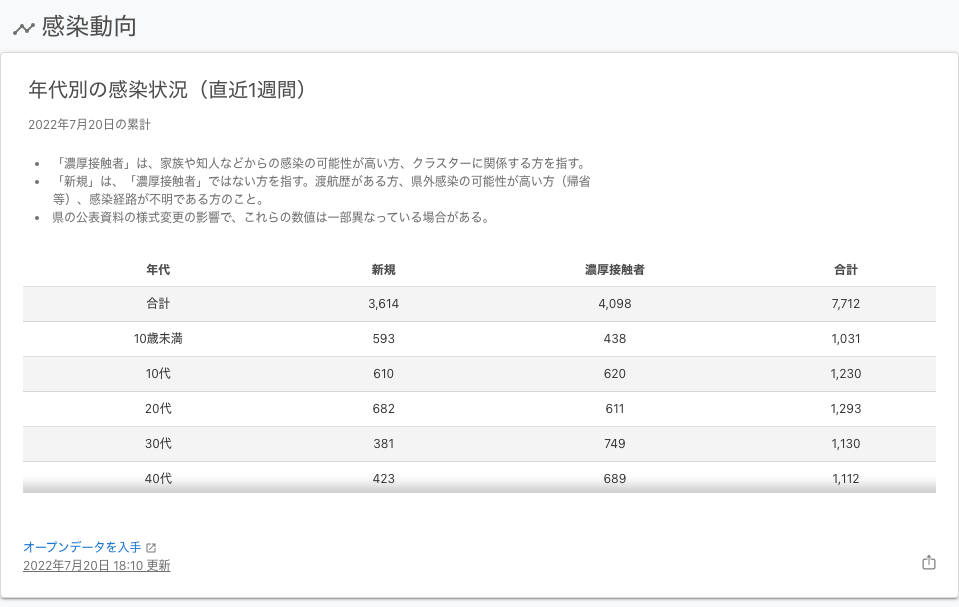 感染動向
年代別の感染状況（直近1週間）
2022年7月20日の累計
• 「濃厚接触者」は、家族や知人などからの感染の可能性が高い方、クラスターに関係する方を指す。
• 「新規」は、「濃厚接触者」ではない方を指す。渡航歴がある方、県外感染の可能性が高い方（帰省
等）、感染経路が不明である方のこと。
• 県の公表資料の様式変更の影響で、これらの数値は一部異なっている場合がある。
年代 新規 濃厚接触者 合計
合計 3,614 4,098 7,712
10歳未満 593 438 1,031
10代 610 620 1,230
20代 682 611 1,293
30代 381 749 1,130
40代 423 689 1,112
オープンデータを入手
2022年7月20日 18:10 更新